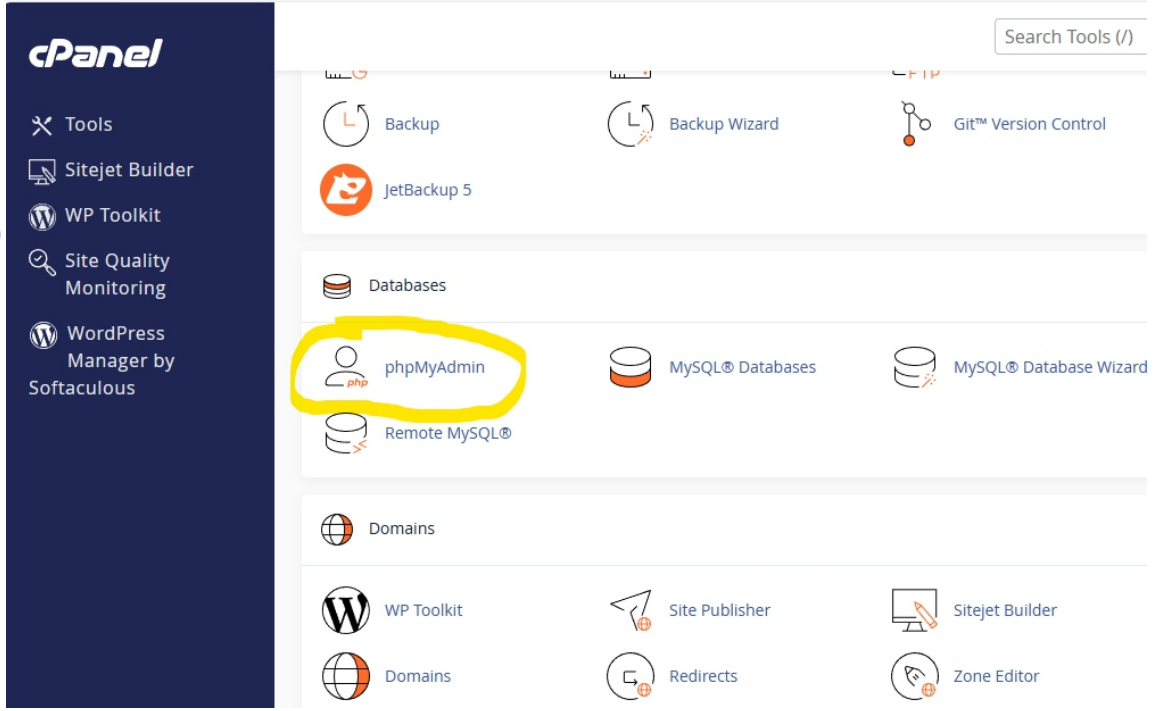 cPanel
Search Tools (/)
Tools
Sitejet Builder
WP Toolkit
Site Quality
Monitoring
WordPress
Manager by
Softaculous
G
FTP
Backup
Backup Wizard
Git™ Version Control
JetBackup 5
Databases
php
phpMyAdmin
MySQL® Databases
MySQL® Database Wizard
Remote MySQL®
Domains
WP Toolkit
Site Publisher
Sitejet Builder
Domains
Redirects
Zone Editor